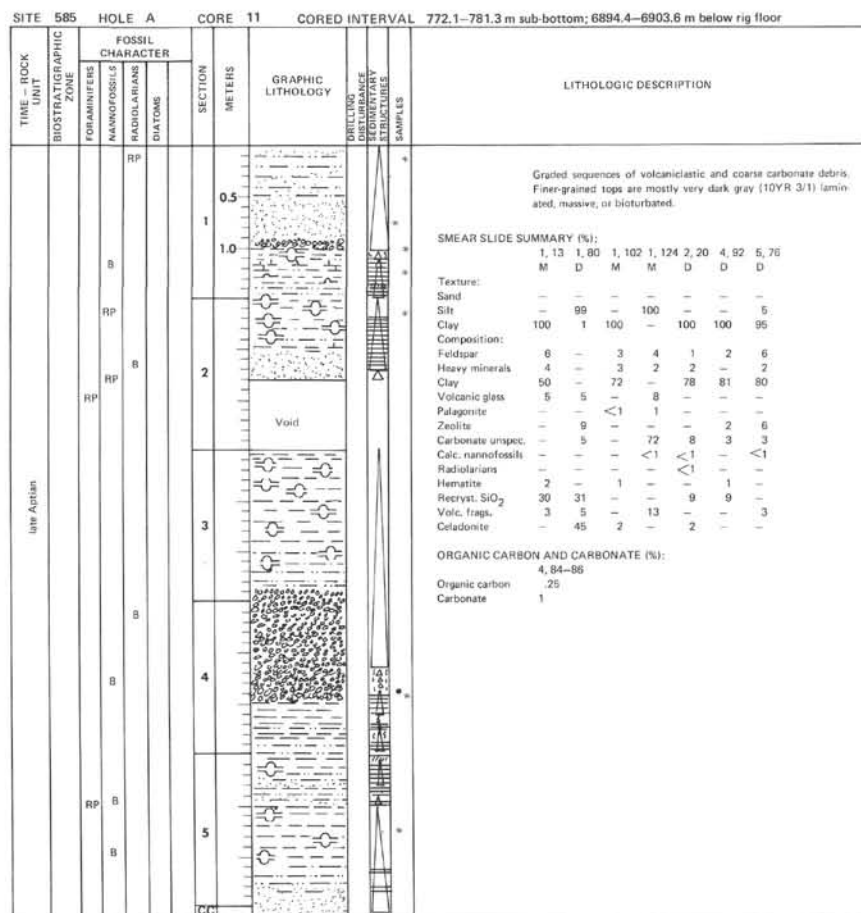 SITE 585 HOLE A CORE 11 CORED INTERVAL 772.1–781.3 m sub-bottom; 6894.4–6903.6 m below rig floor
TIME – ROCK UNIT
BIOSTRATIGRAPHIC ZONE
FOSSIL CHARACTER
FORAMINIFERS
NANNOFOSSILS
RADIOLARIANS
DIATOMS
SECTION
METERS
GRAPHIC LITHOLOGY
DRILLING DISTURBANCE
SEDIMENTARY STRUCTURES
SAMPLES
LITHOLOGIC DESCRIPTION
late Aptian
RP
B
RP
B
RP
RP
B
B
RP
B
B
1
0.5
1.0
2
Void
3
4
5
CC
Graded sequences of volcaniclastic and coarse carbonate debris.
Finer-grained tops are mostly very dark gray (10YR 3/1) lamin-
ated, massive, or bioturbated.
SMEAR SLIDE SUMMARY (%):
1, 13 1, 80 1, 102 1, 124 2, 20 4, 92 5, 76
M D M M D D D
Texture:
Sand – – – – – – –
Silt – 99 – 100 – – 5
Clay 100 1 100 – 100 100 95
Composition:
Feldspar 6 – 3 4 1 2 6
Heavy minerals 4 – 3 2 2 – 2
Clay 50 – 72 – 78 81 80
Volcanic glass 5 5 – 8 – – –
Palagonite – – <1 1 – – –
Zeolite – 9 – – – 2 6
Carbonate unspec. – 5 – 72 8 3 3
Calc. nannofossils – – – <1 <1 – <1
Radiolarians – – – – <1 – –
Hematite 2 – 1 – – 1 –
Recryst. SiO2 30 31 – – 9 9 –
Volc. frags. 3 5 – 13 – – 3
Celadonite – 45 2 – 2 – –
ORGANIC CARBON AND CARBONATE (%):
4, 84–86
Organic carbon .25
Carbonate 1